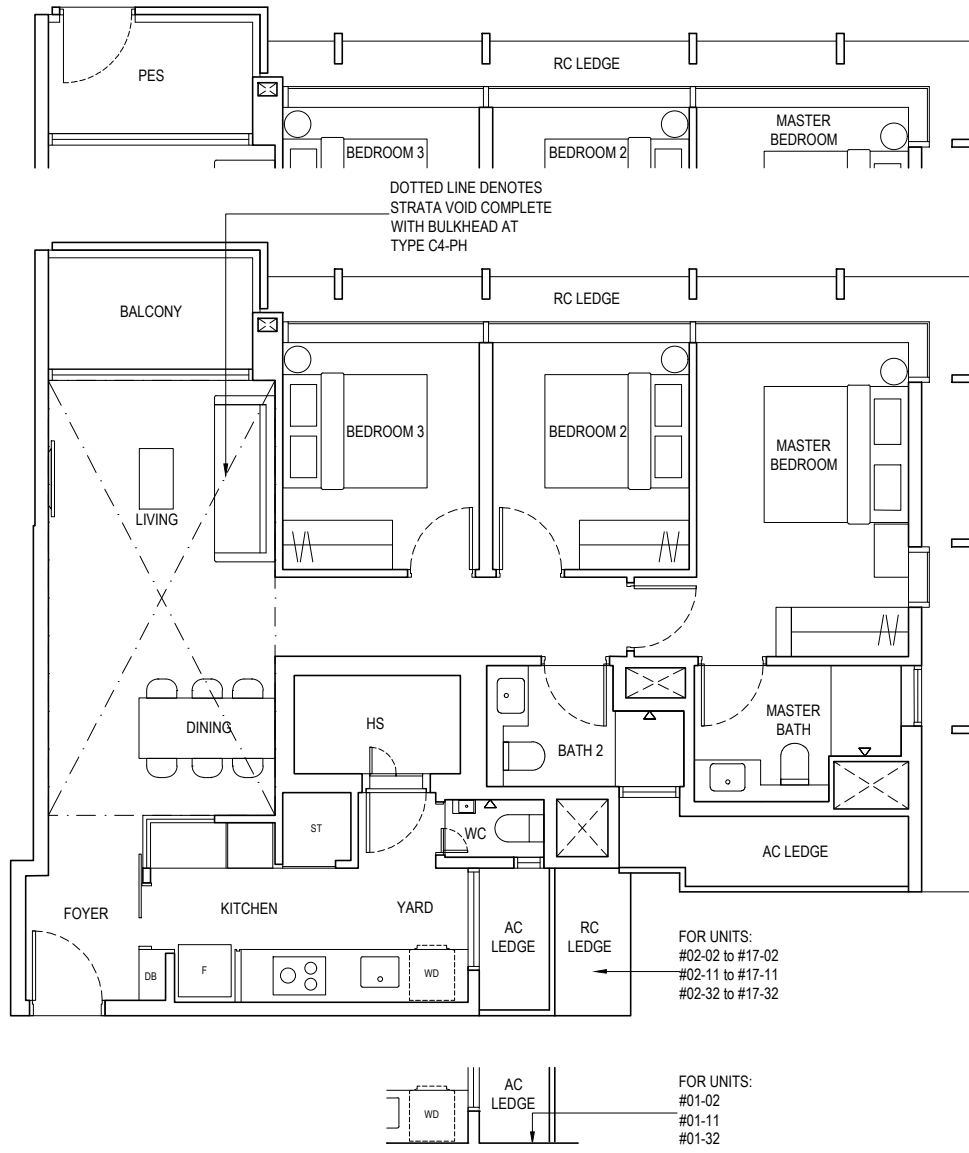 PES
RC LEDGE
MASTER
BEDROOM
BEDROOM 3
BEDROOM 2
DOTTED LINE DENOTES
STRATA VOID COMPLETE
WITH BULKHEAD AT
TYPE C4-PH
RC LEDGE
BALCONY
BEDROOM 3
BEDROOM 2
MASTER
BEDROOM
LIVING
HS
MASTER
BATH
DINING
BATH 2
ST
WC
AC LEDGE
FOYER
KITCHEN
YARD
AC
LEDGE
RC
LEDGE
DB
F
WD
FOR UNITS:
#02-02 to #17-02
#02-11 to #17-11
#02-32 to #17-32
AC
LEDGE
WD
FOR UNITS:
#01-02
#01-11
#01-32